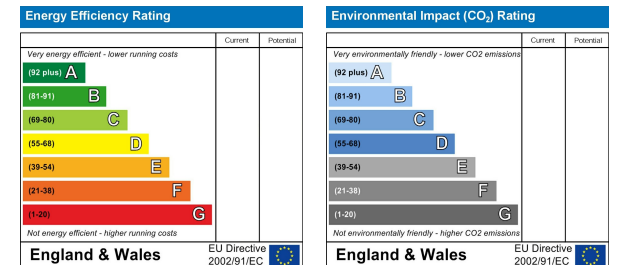 Energy Efficiency Rating
Current Potential
Very energy efficient - lower running costs
(92 plus) A
(81-91) B
(69-80) C
(55-68) D
(39-54) E
(21-38) F
(1-20) G
Not energy efficient - higher running costs
England & Wales
EU Directive
2002/91/EC
Environmental Impact (CO₂) Rating
Current Potential
Very environmentally friendly - lower CO2 emissions
(92 plus) A
(81-91) B
(69-80) C
(55-68) D
(39-54) E
(21-38) F
(1-20) G
Not environmentally friendly - higher CO2 emissions
England & Wales
EU Directive
2002/91/EC